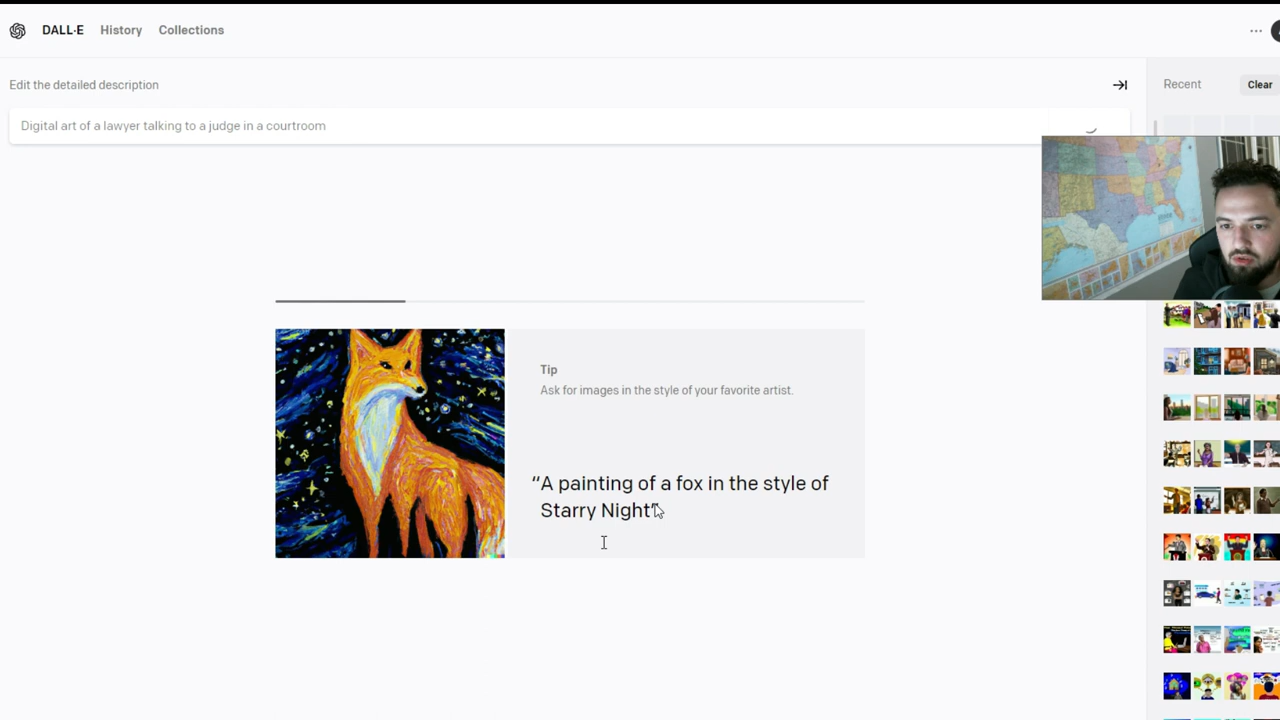 DALL·E History Collections
Edit the detailed description
Recent
Clear
Digital art of a lawyer talking to a judge in a courtroom
Tip
Ask for images in the style of your favorite artist.
“A painting of a fox in the style of
Starry Night”